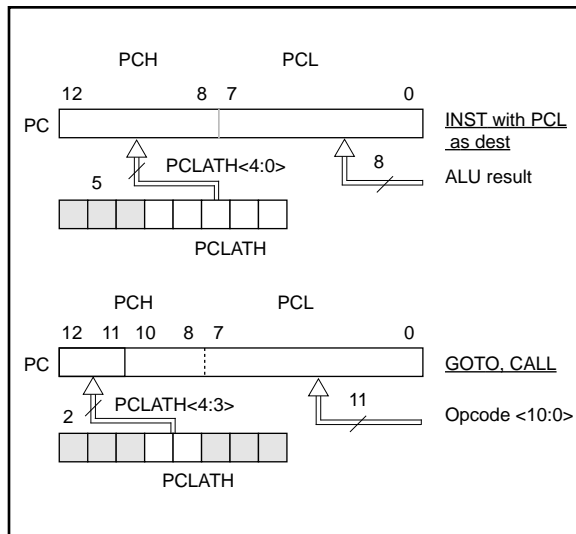 PCH PCL
12 8 7 0
PC
INST with PCL
as dest
PCLATH<4:0>
5
8
ALU result
PCLATH
PCH PCL
12 11 10 8 7 0
PC
GOTO, CALL
PCLATH<4:3>
2
11
Opcode <10:0>
PCLATH